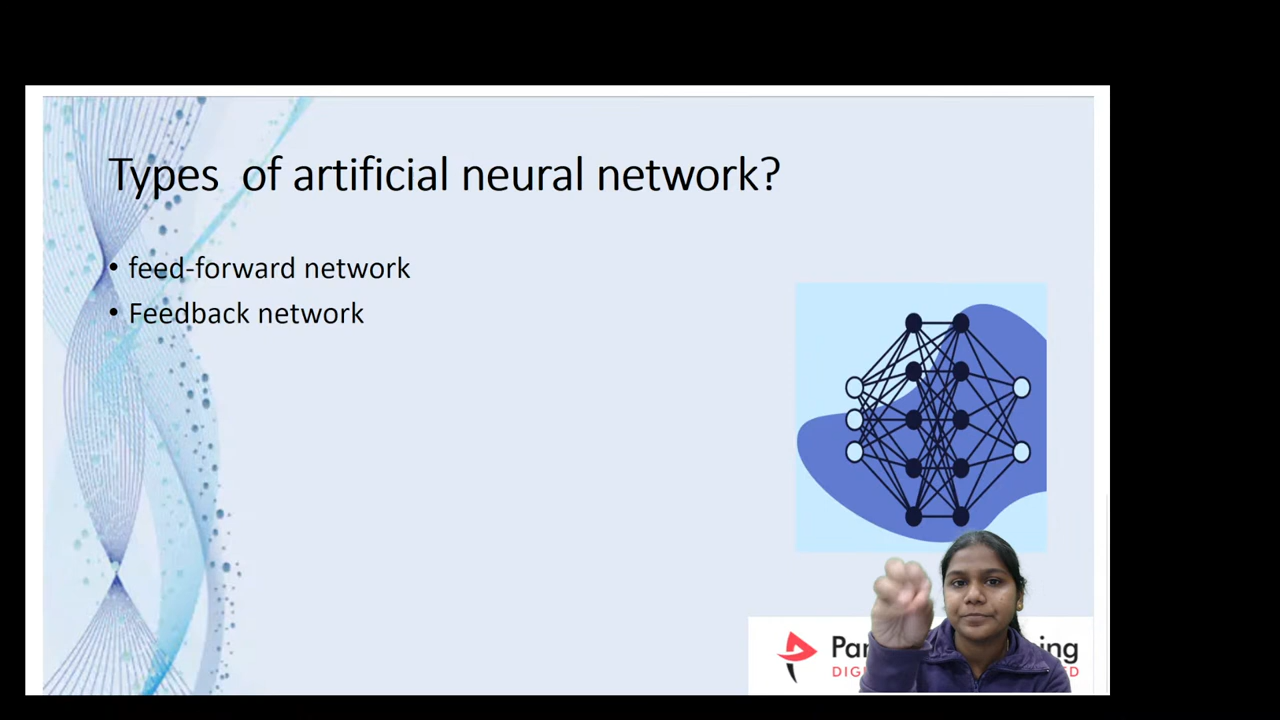 Types  of artificial neural network?
• feed-forward network
• Feedback network